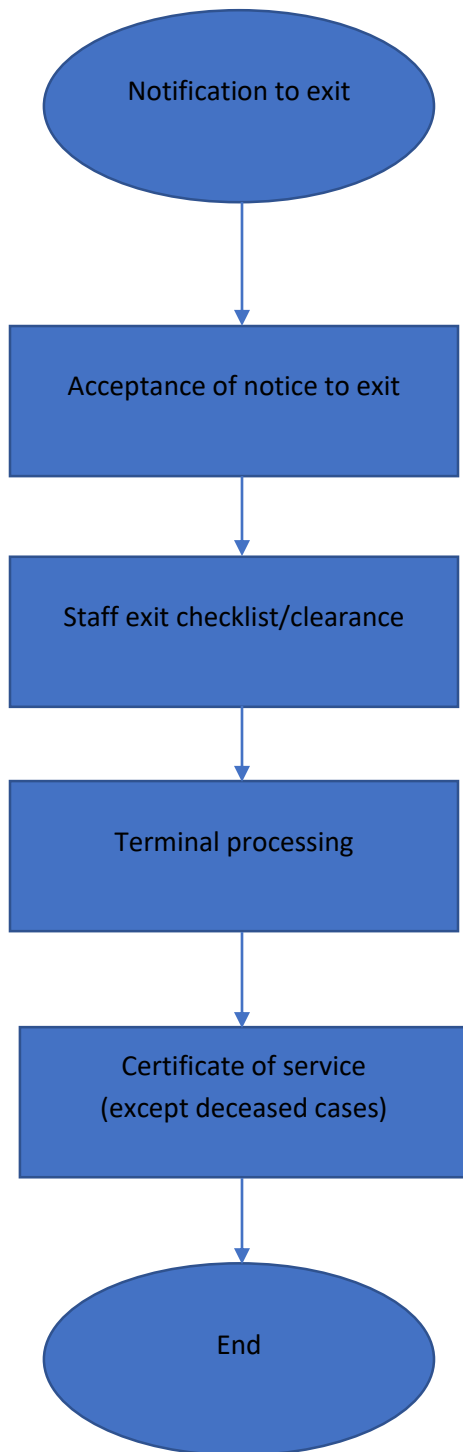 Notification to exit
Acceptance of notice to exit
Staff exit checklist/clearance
Terminal processing
Certificate of service
(except deceased cases)
End